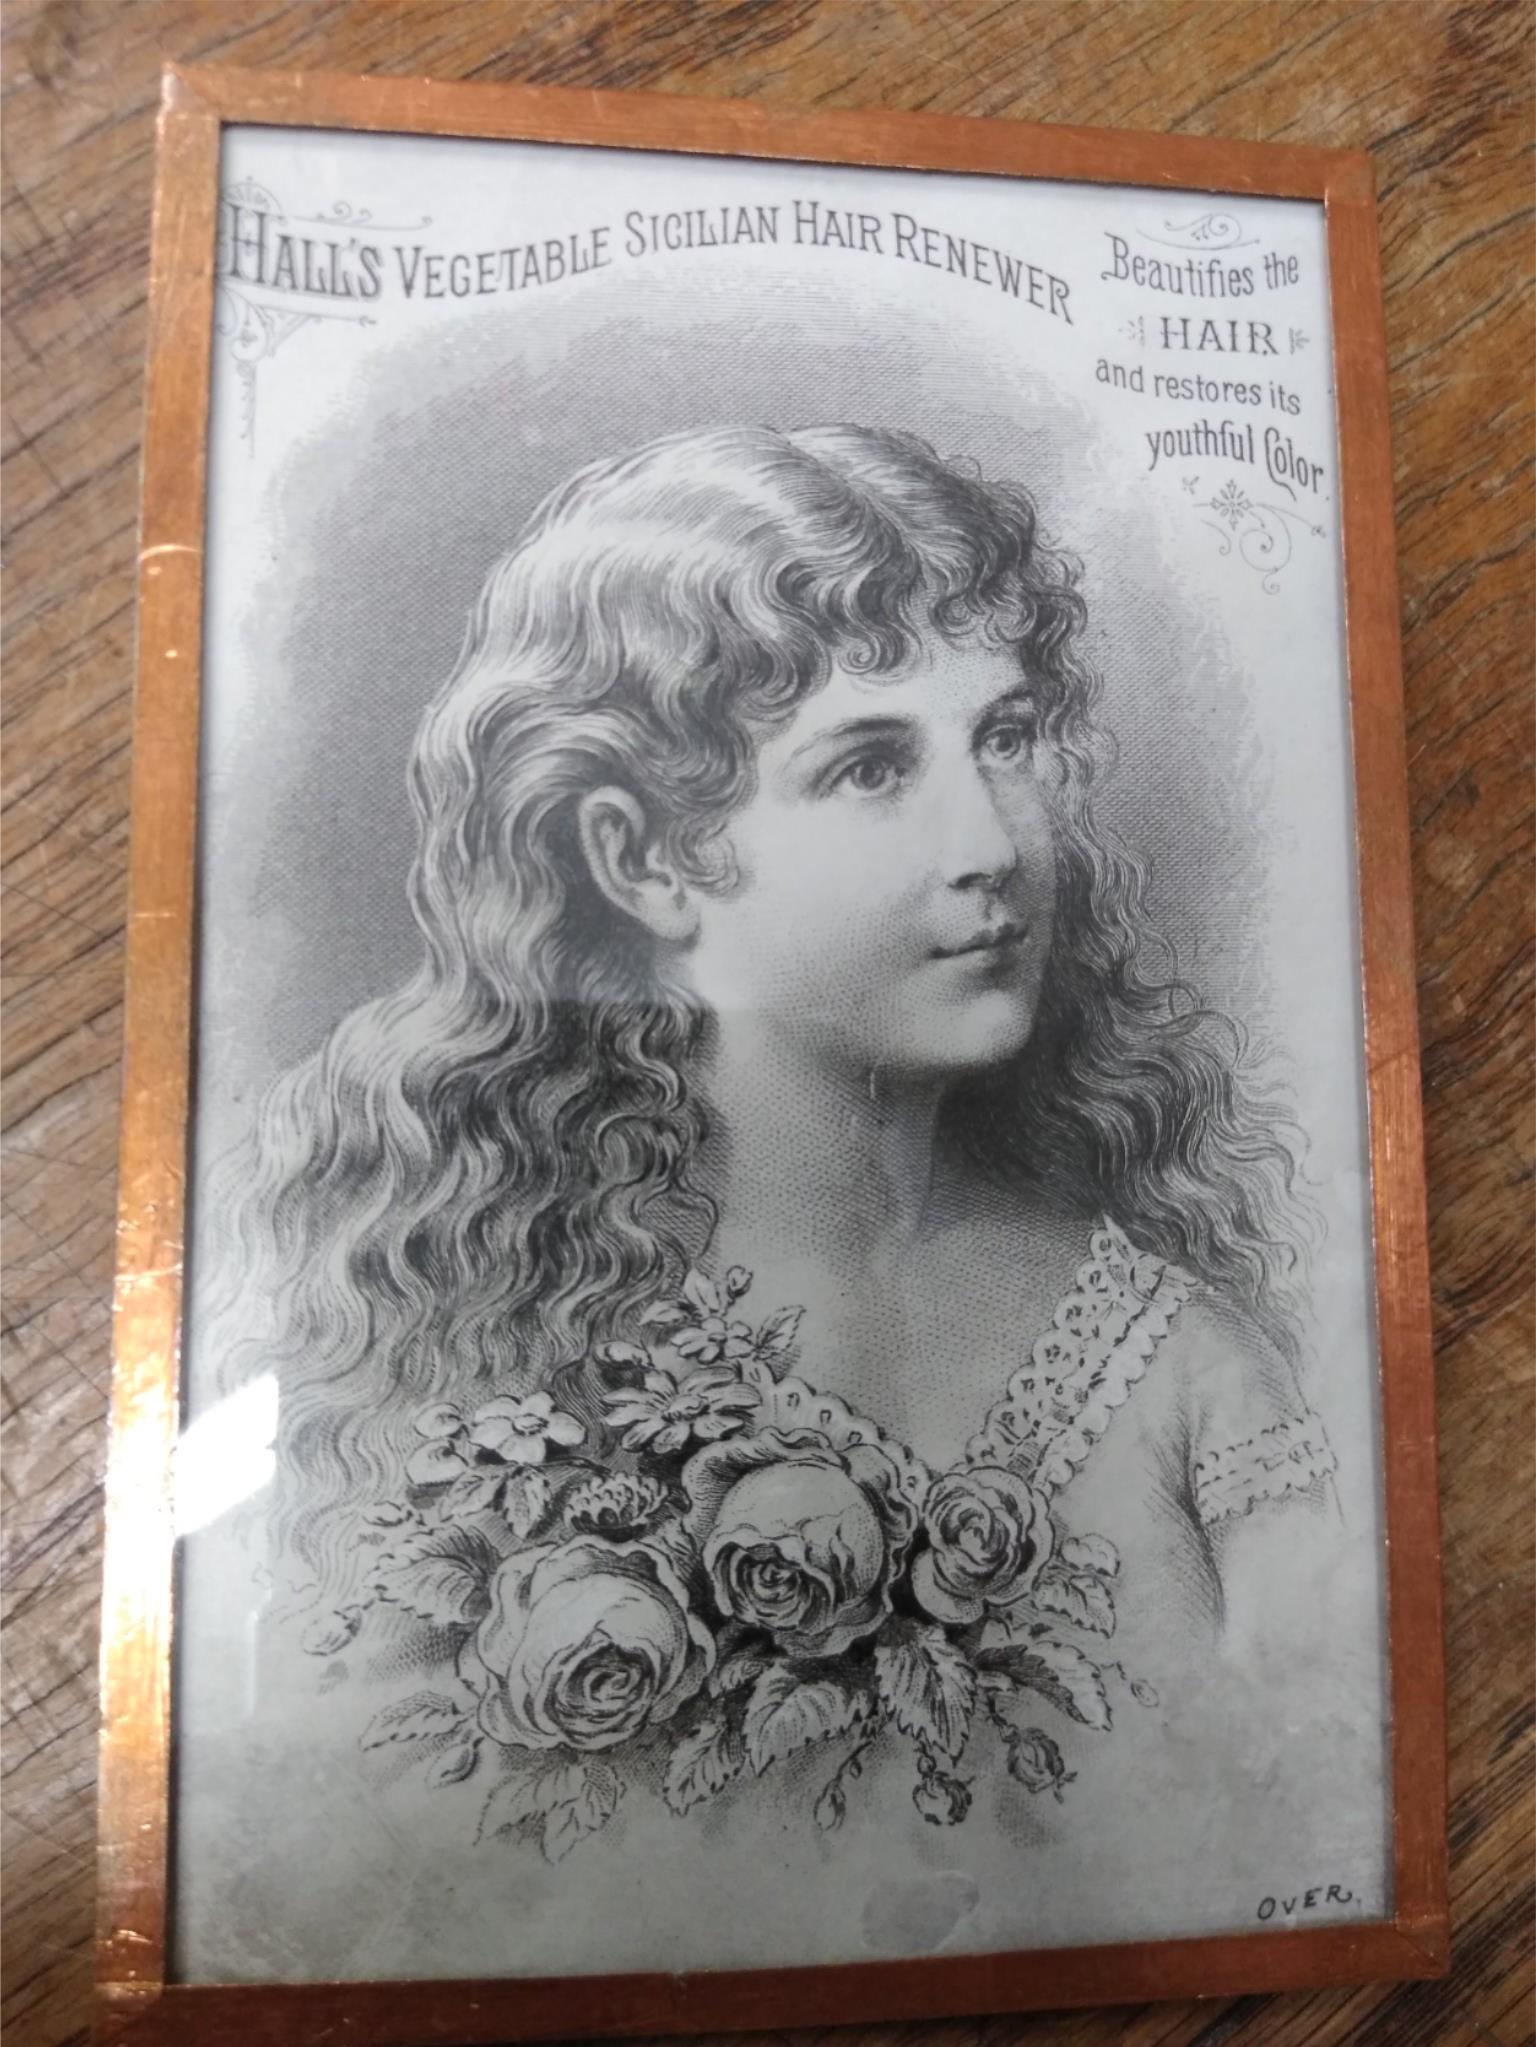 HALL'S VEGETABLE SICILIAN HAIR RENEWER
Beautifies the
HAIR
and restores its
youthful Color.
OVER.